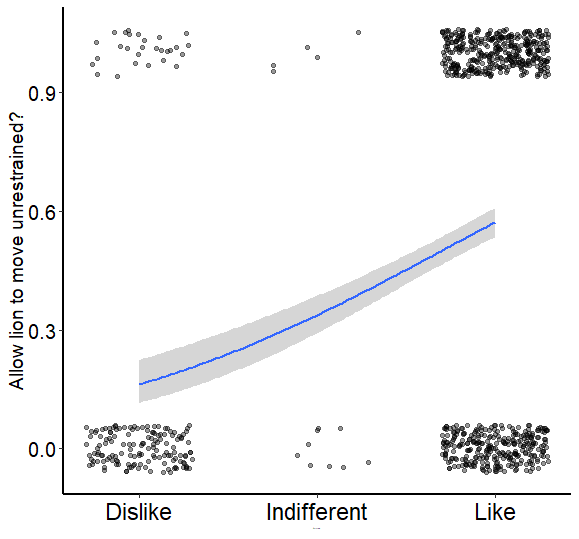 Allow lion to move unrestrained?
0.9
0.6
0.3
0.0
Dislike Indifferent Like